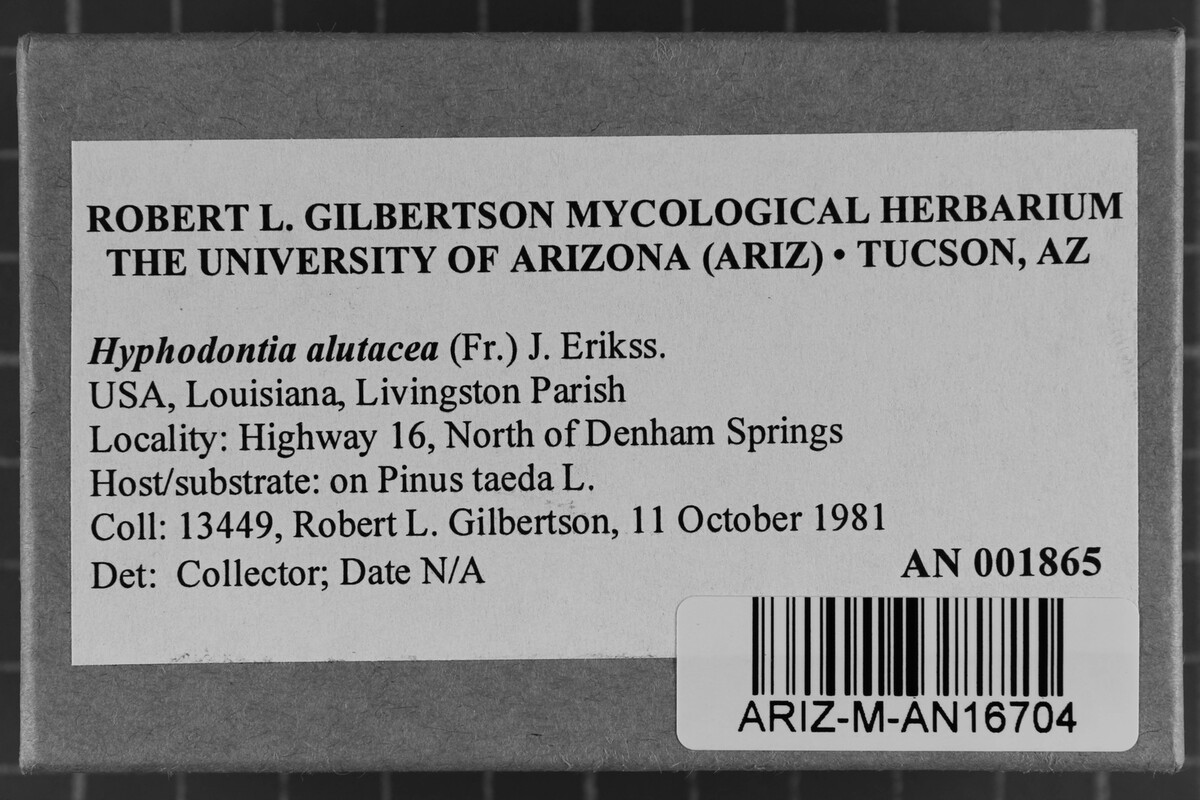 ROBERT L. GILBERTSON MYCOLOGICAL HERBARIUM
THE UNIVERSITY OF ARIZONA (ARIZ) • TUCSON, AZ
Hyphodontia alutacea (Fr.) J. Erikss.
USA, Louisiana, Livingston Parish
Locality: Highway 16, North of Denham Springs
Host/substrate: on Pinus taeda L.
Coll: 13449, Robert L. Gilbertson, 11 October 1981
Det: Collector; Date N/A
AN 001865
ARIZ-M-AN16704